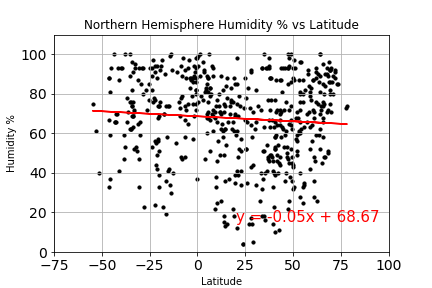 Northern Hemisphere Humidity % vs Latitude
Humidity %
100
80
60
40
20
0
y = -0.05x + 68.67
−75 −50 −25 0 25 50 75 100
Latitude